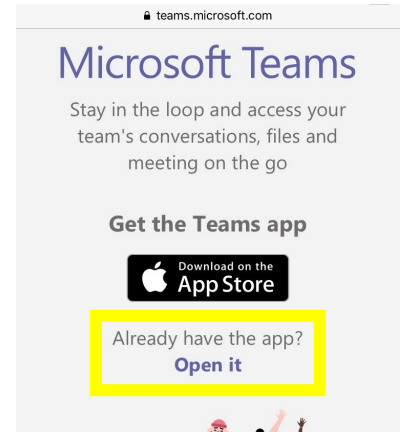 teams.microsoft.com
Microsoft Teams
Stay in the loop and access your
team's conversations, files and
meeting on the go
Get the Teams app
Download on the
App Store
Already have the app?
Open it